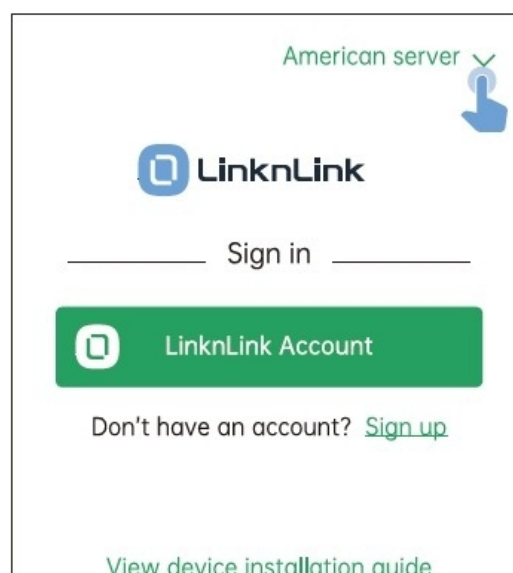 American server
LinknLink
Sign in
LinknLink Account
Don't have an account? Sign up
View device installation guide